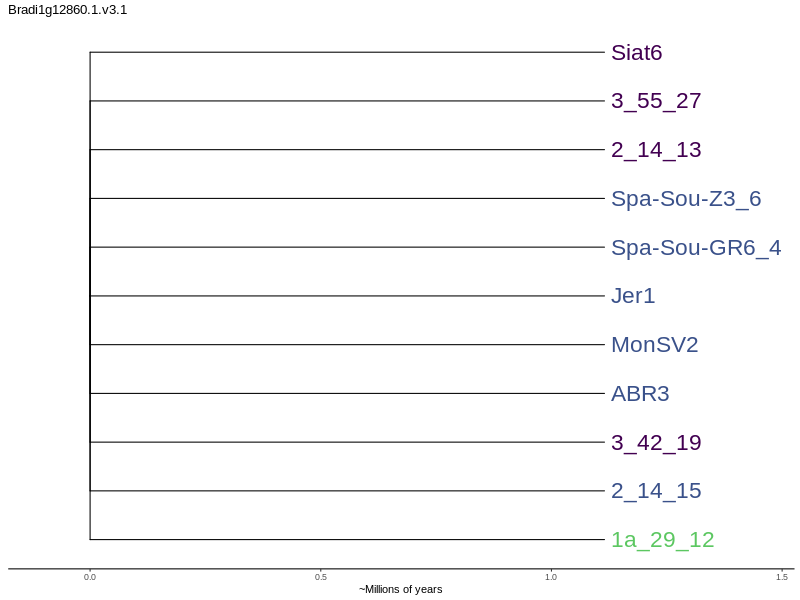 Bradi1g12860.1.v3.1
Siat6
3_55_27
2_14_13
Spa-Sou-Z3_6
Spa-Sou-GR6_4
Jer1
MonSV2
ABR3
3_42_19
2_14_15
1a_29_12
0.0 0.5 1.0 1.5
~Millions of years